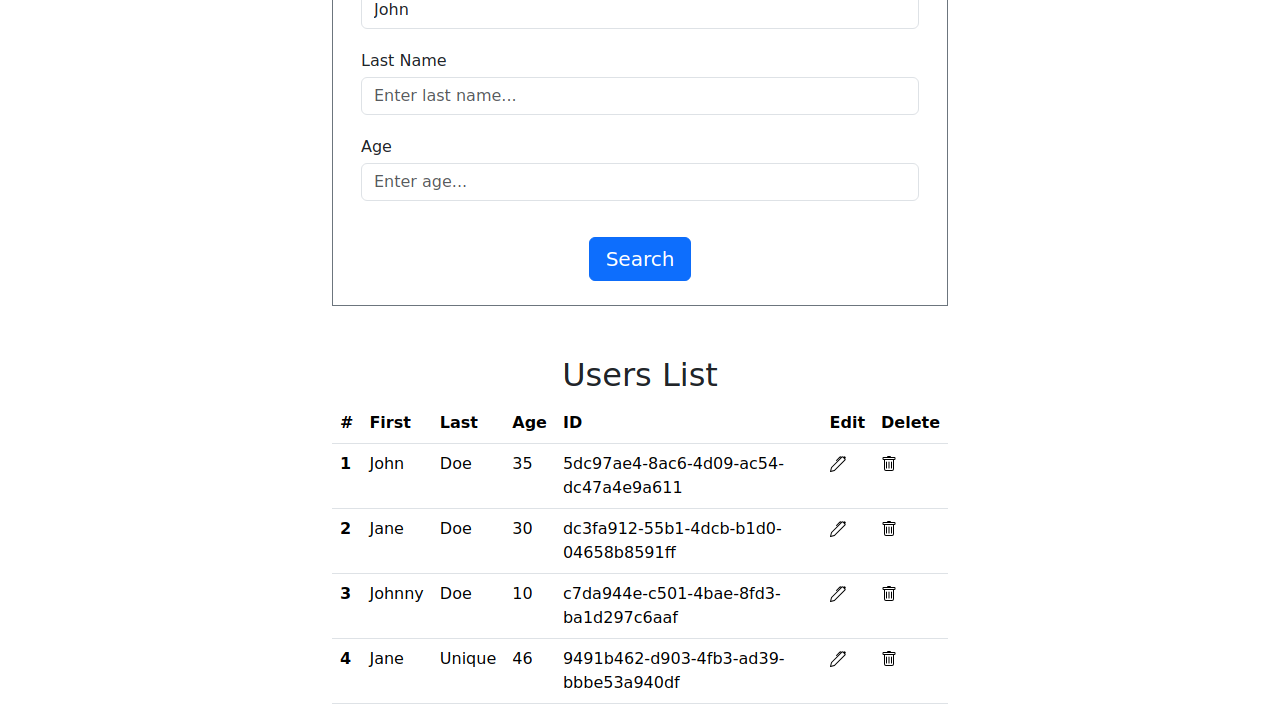 John
Last Name
Enter last name...
Age
Enter age...
Search
Users List
# First Last Age ID Edit Delete
1 John Doe 35 5dc97ae4-8ac6-4d09-ac54-
dc47a4e9a611
2 Jane Doe 30 dc3fa912-55b1-4dcb-b1d0-
04658b8591ff
3 Johnny Doe 10 c7da944e-c501-4bae-8fd3-
ba1d297c6aaf
4 Jane Unique 46 9491b462-d903-4fb3-ad39-
bbbe53a940df